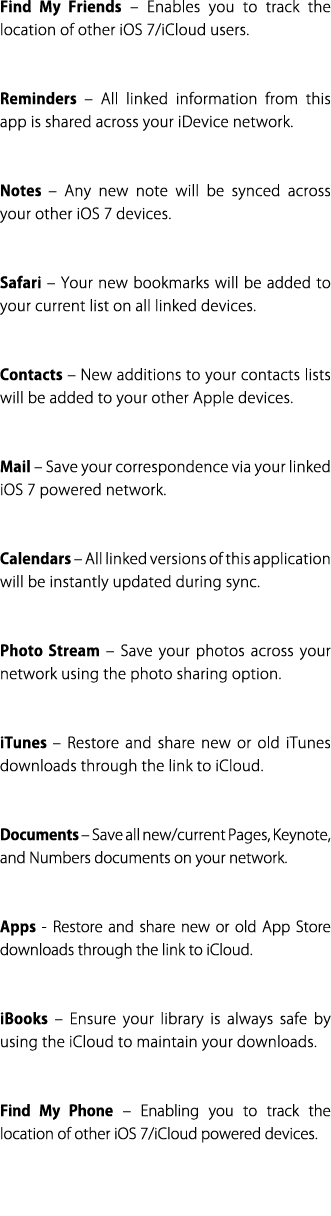 Find My Friends – Enables you to track the
location of other iOS 7/iCloud users.
Reminders – All linked information from this
app is shared across your iDevice network.
Notes – Any new note will be synced across
your other iOS 7 devices.
Safari – Your new bookmarks will be added to
your current list on all linked devices.
Contacts – New additions to your contacts lists
will be added to your other Apple devices.
Mail – Save your correspondence via your linked
iOS 7 powered network.
Calendars – All linked versions of this application
will be instantly updated during sync.
Photo Stream – Save your photos across your
network using the photo sharing option.
iTunes – Restore and share new or old iTunes
downloads through the link to iCloud.
Documents – Save all new/current Pages, Keynote,
and Numbers documents on your network.
Apps - Restore and share new or old App Store
downloads through the link to iCloud.
iBooks – Ensure your library is always safe by
using the iCloud to maintain your downloads.
Find My Phone – Enabling you to track the
location of other iOS 7/iCloud powered devices.